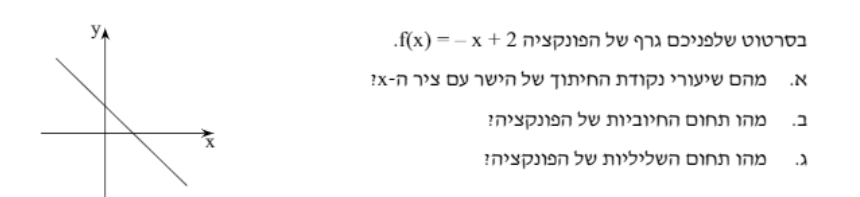 בסרטוט שלפניכם גרף של הפונקציה f(x) = – x + 2.
א. מהם שיעורי נקודת החיתוך של הישר עם ציר ה-x?
ב. מהו תחום החיוביות של הפונקציה?
ג. מהו תחום השליליות של הפונקציה?
y
x